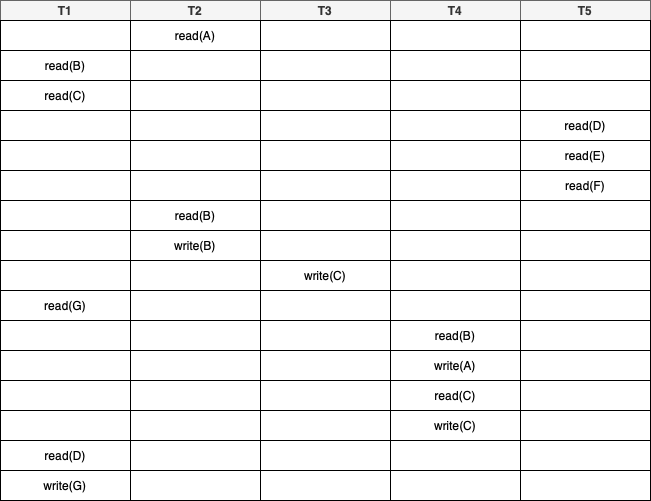 T1 T2 T3 T4 T5
read(A)
read(B)
read(C)
read(D)
read(E)
read(F)
read(B)
write(B)
write(C)
read(G)
read(B)
write(A)
read(C)
write(C)
read(D)
write(G)